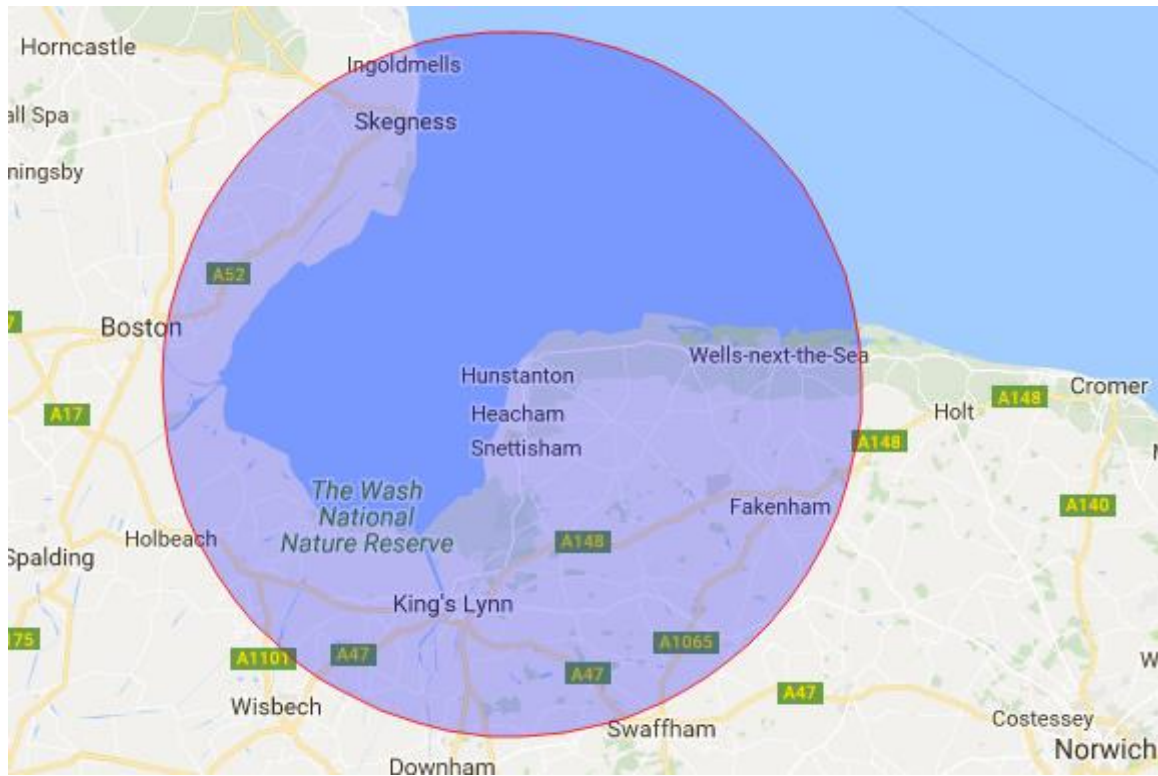 Horncastle
Ingoldmells
all Spa
Skegness
ningsby
A52
Boston
Wells-next-the-Sea
Hunstanton
Cromer
A148
A17
Heacham
Holt
A148
Snettisham
The Wash
National
Nature Reserve
Fakenham
A140
Holbeach
A148
Spalding
King's Lynn
175
A1101
A47
A1065
A47
A47
Wisbech
Swaffham
Costessey
Norwich
Downham